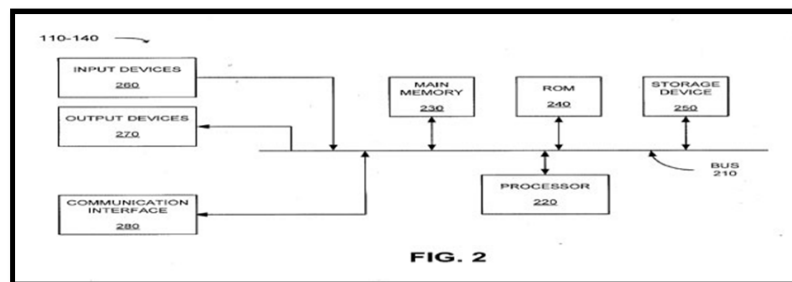 110-140
INPUT DEVICES
260
OUTPUT DEVICES
270
COMMUNICATION
INTERFACE
280
MAIN
MEMORY
230
ROM
240
STORAGE
DEVICE
250
BUS
210
PROCESSOR
220
FIG. 2